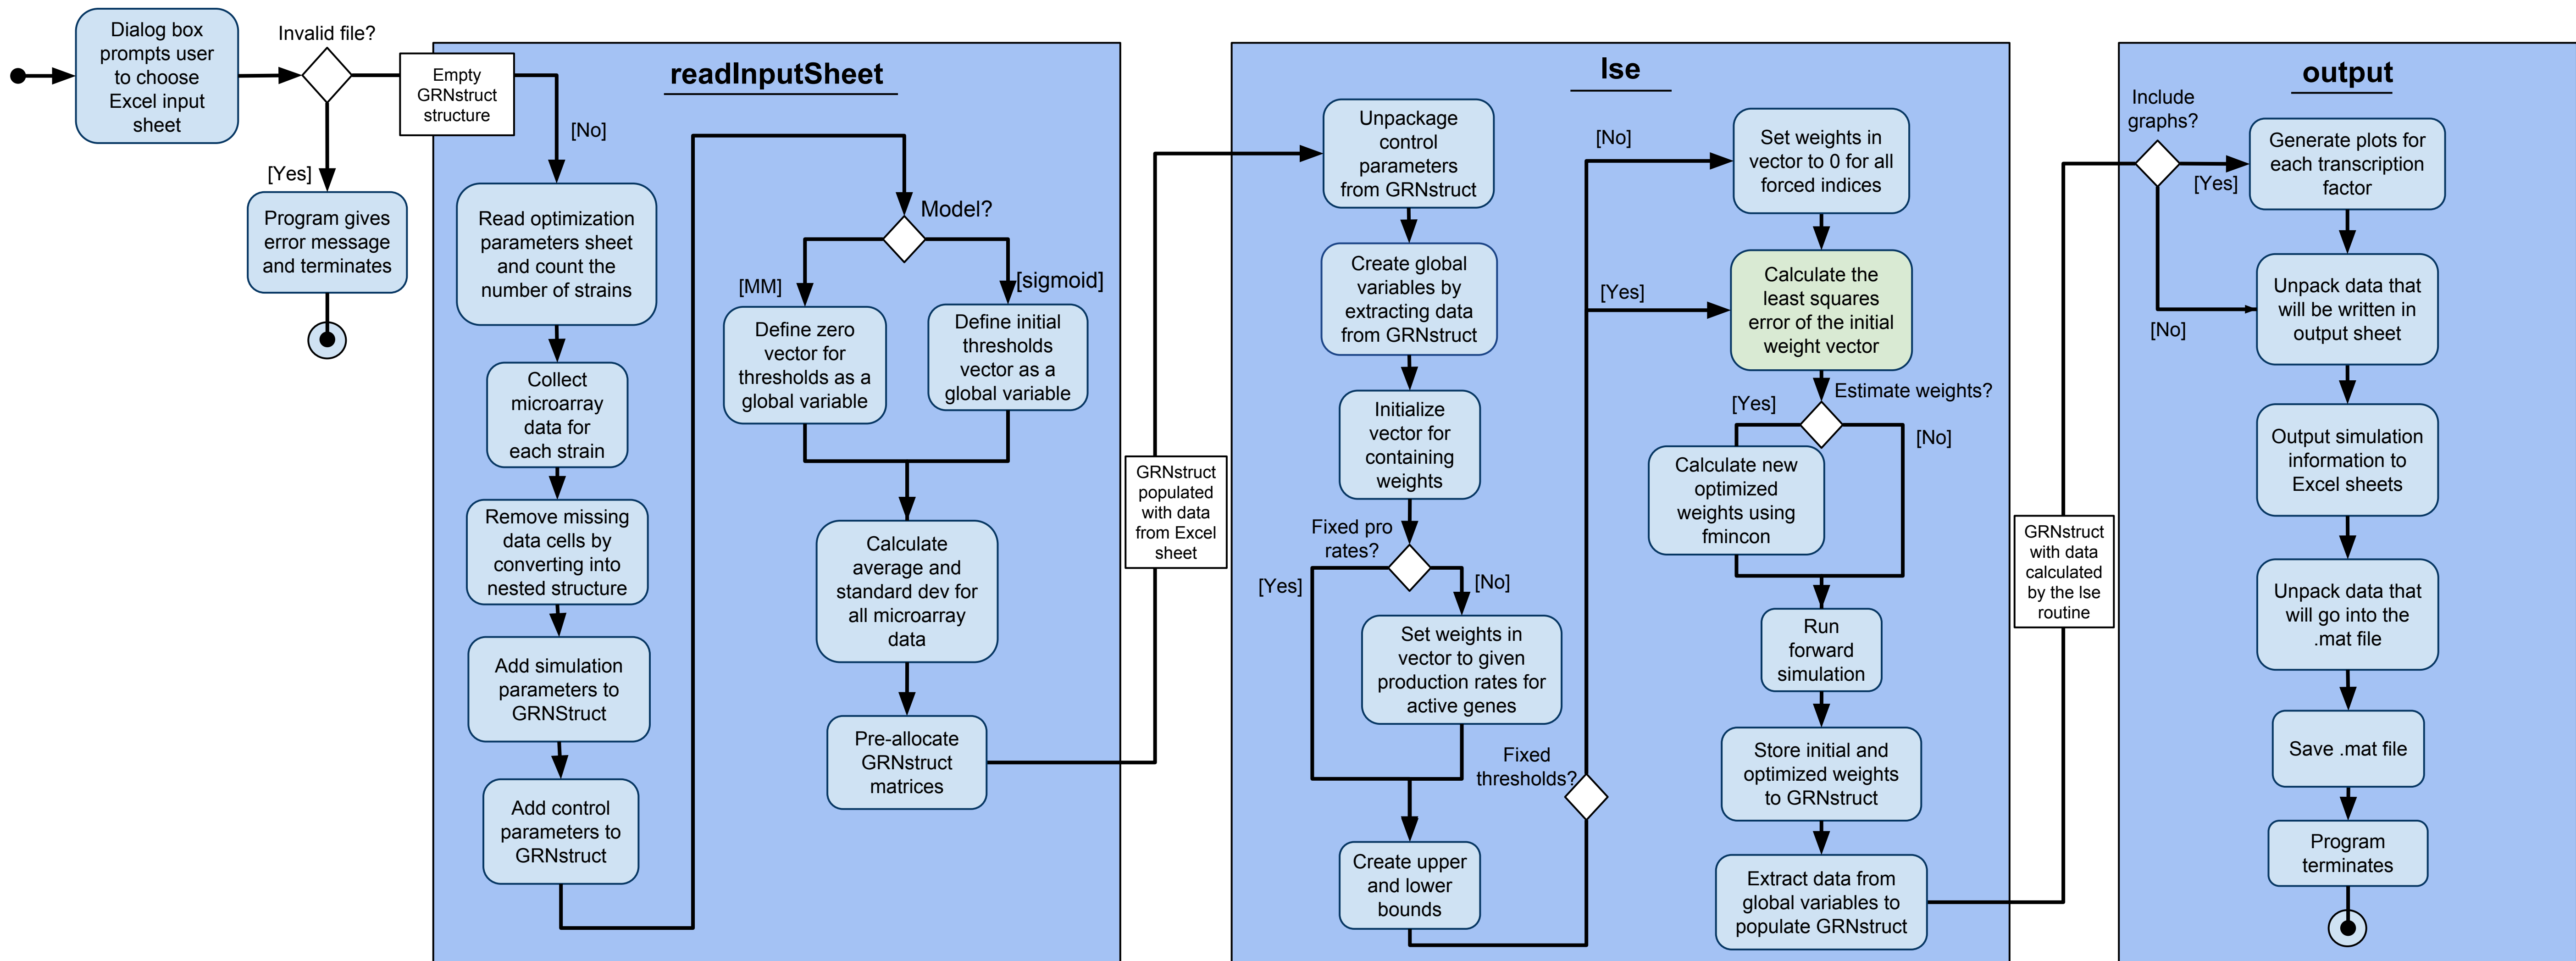 Dialog box
prompts user
to choose
Excel input
sheet
Invalid file?
[Yes]
Program gives
error message
and terminates
Empty
GRNstruct
structure
[No]
readInputSheet
Read optimization
parameters sheet
and count the
number of strains
Collect
microarray
data for
each strain
Remove missing
data cells by
converting into
nested structure
Add simulation
parameters to
GRNStruct
Add control
parameters to
GRNstruct
Model?
[MM]
[sigmoid]
Define zero
vector for
thresholds as a
global variable
Define initial
thresholds
vector as a
global variable
Calculate
average and
standard dev for
all microarray
data
Pre-allocate
GRNstruct
matrices
GRNstruct
populated
with data
from Excel
sheet
lse
Unpackage
control
parameters
from GRNstruct
Create global
variables by
extracting data
from GRNstruct
Initialize
vector for
containing
weights
Fixed pro
rates?
[Yes]
[No]
Set weights in
vector to given
production rates for
active genes
Create upper
and lower
bounds
Fixed
thresholds?
[No]
[Yes]
Set weights in
vector to 0 for all
forced indices
Calculate the
least squares
error of the initial
weight vector
Estimate weights?
[Yes]
[No]
Calculate new
optimized
weights using
fmincon
Run
forward
simulation
Store initial and
optimized weights
to GRNstruct
Extract data from
global variables to
populate GRNstruct
GRNstruct
with data
calculated
by the lse
routine
output
Include
graphs?
[Yes]
[No]
Generate plots for
each transcription
factor
Unpack data that
will be written in
output sheet
Output simulation
information to
Excel sheets
Unpack data that
will go into the
.mat file
Save .mat file
Program
terminates